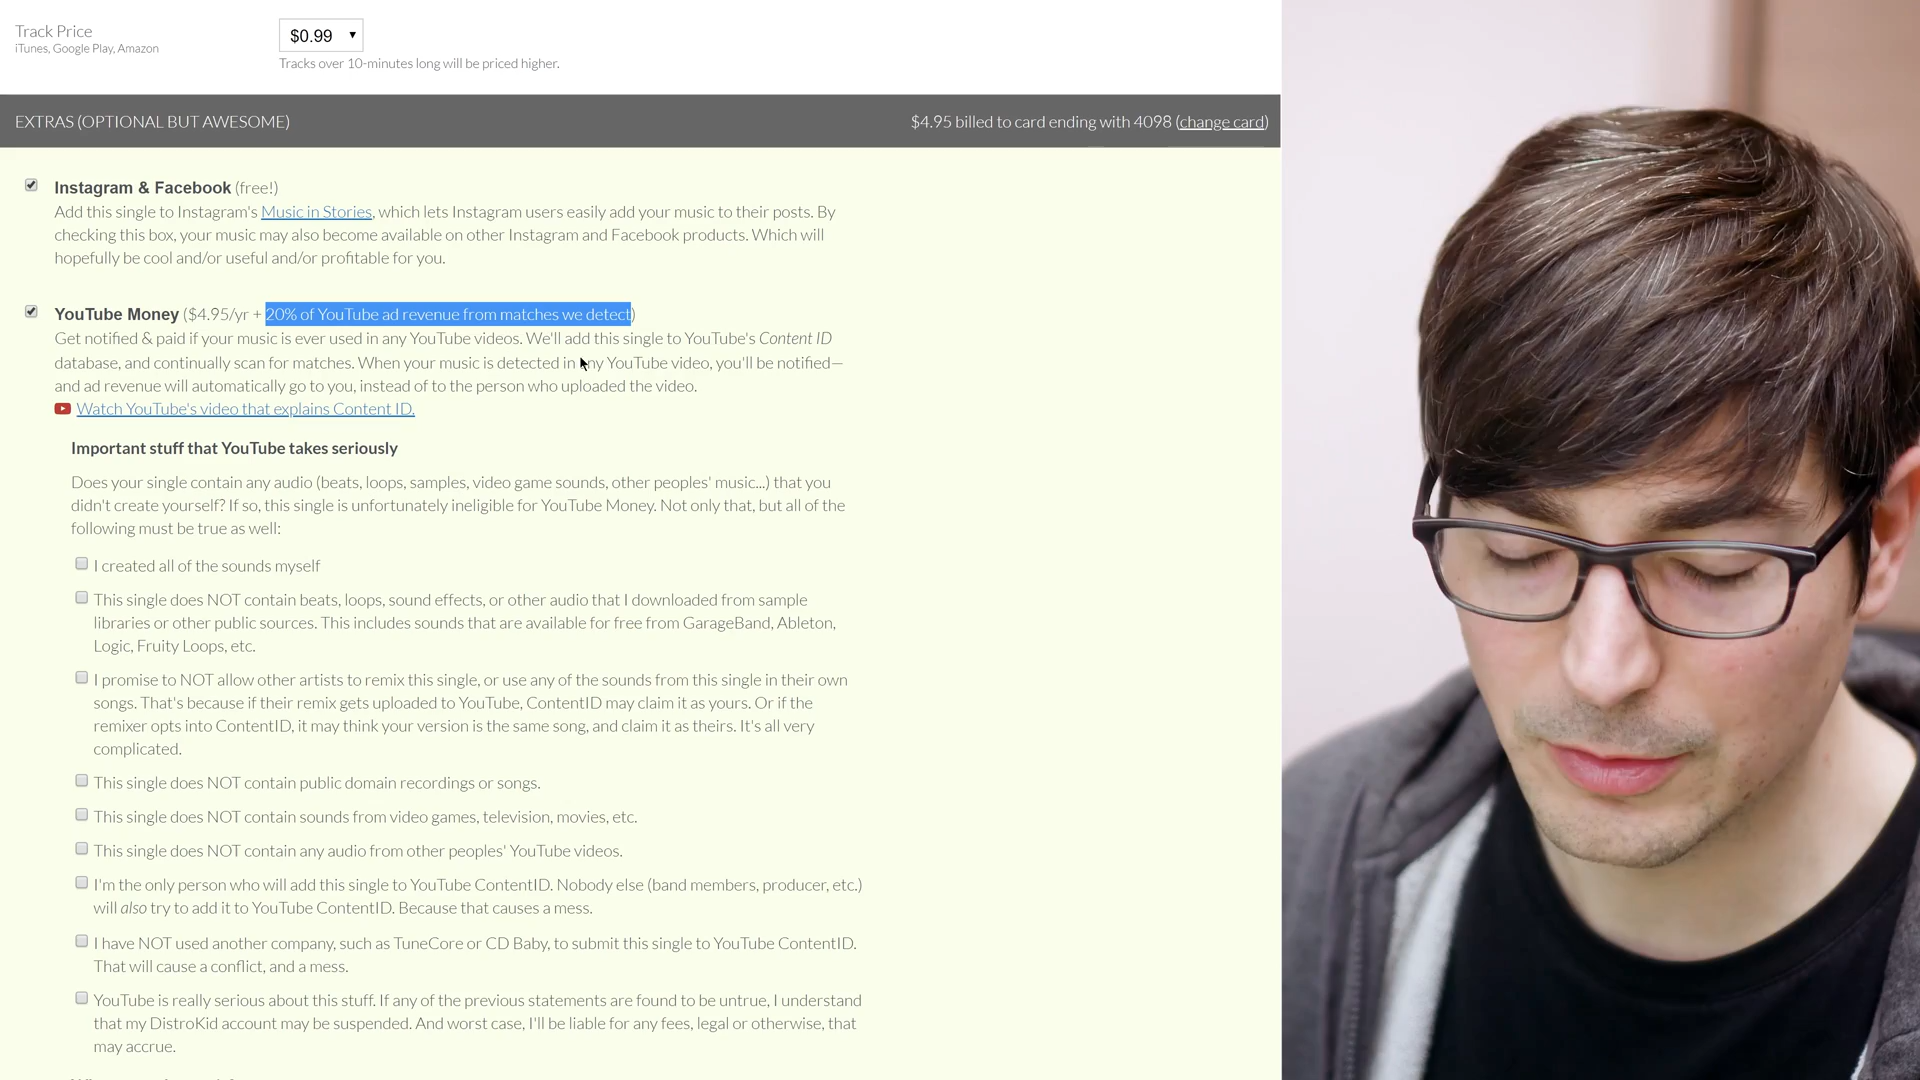 Track Price
iTunes, Google Play, Amazon
$0.99
Tracks over 10-minutes long will be priced higher.
EXTRAS (OPTIONAL BUT AWESOME)
$4.95 billed to card ending with 4098 (change card)
Instagram & Facebook (free!)
Add this single to Instagram's Music in Stories, which lets Instagram users easily add your music to their posts. By
checking this box, your music may also become available on other Instagram and Facebook products. Which will
hopefully be cool and/or useful and/or profitable for you.
YouTube Money ($4.95/yr + 20% of YouTube ad revenue from matches we detect)
Get notified & paid if your music is ever used in any YouTube videos. We'll add this single to YouTube's Content ID
database, and continually scan for matches. When your music is detected in any YouTube video, you'll be notified—
and ad revenue will automatically go to you, instead of to the person who uploaded the video.
Watch YouTube's video that explains Content ID.
Important stuff that YouTube takes seriously
Does your single contain any audio (beats, loops, samples, video game sounds, other peoples' music...) that you
didn't create yourself? If so, this single is unfortunately ineligible for YouTube Money. Not only that, but all of the
following must be true as well:
I created all of the sounds myself
This single does NOT contain beats, loops, sound effects, or other audio that I downloaded from sample
libraries or other public sources. This includes sounds that are available for free from GarageBand, Ableton,
Logic, Fruity Loops, etc.
I promise to NOT allow other artists to remix this single, or use any of the sounds from this single in their own
songs. That's because if their remix gets uploaded to YouTube, ContentID may claim it as yours. Or if the
remixer opts into ContentID, it may think your version is the same song, and claim it as theirs. It's all very
complicated.
This single does NOT contain public domain recordings or songs.
This single does NOT contain sounds from video games, television, movies, etc.
This single does NOT contain any audio from other peoples' YouTube videos.
I'm the only person who will add this single to YouTube ContentID. Nobody else (band members, producer, etc.)
will also try to add it to YouTube ContentID. Because that causes a mess.
I have NOT used another company, such as TuneCore or CD Baby, to submit this single to YouTube ContentID.
That will cause a conflict, and a mess.
YouTube is really serious about this stuff. If any of the previous statements are found to be untrue, I understand
that my DistroKid account may be suspended. And worst case, I'll be liable for any fees, legal or otherwise, that
may accrue.